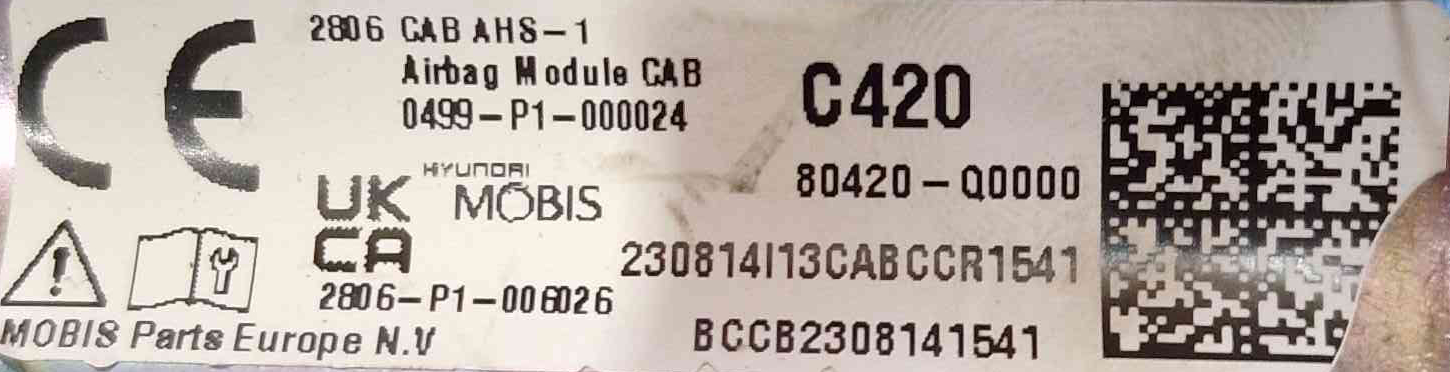 CE
2806 CAB AHS-1
Airbag Module CAB
0499-P1-000024
C420
80420-Q0000
HYUNDAI
MOBIS
UK
CA
230814I13CABCCR1541
2806-P1-006026
BCCB2308141541
MOBIS Parts Europe N.V